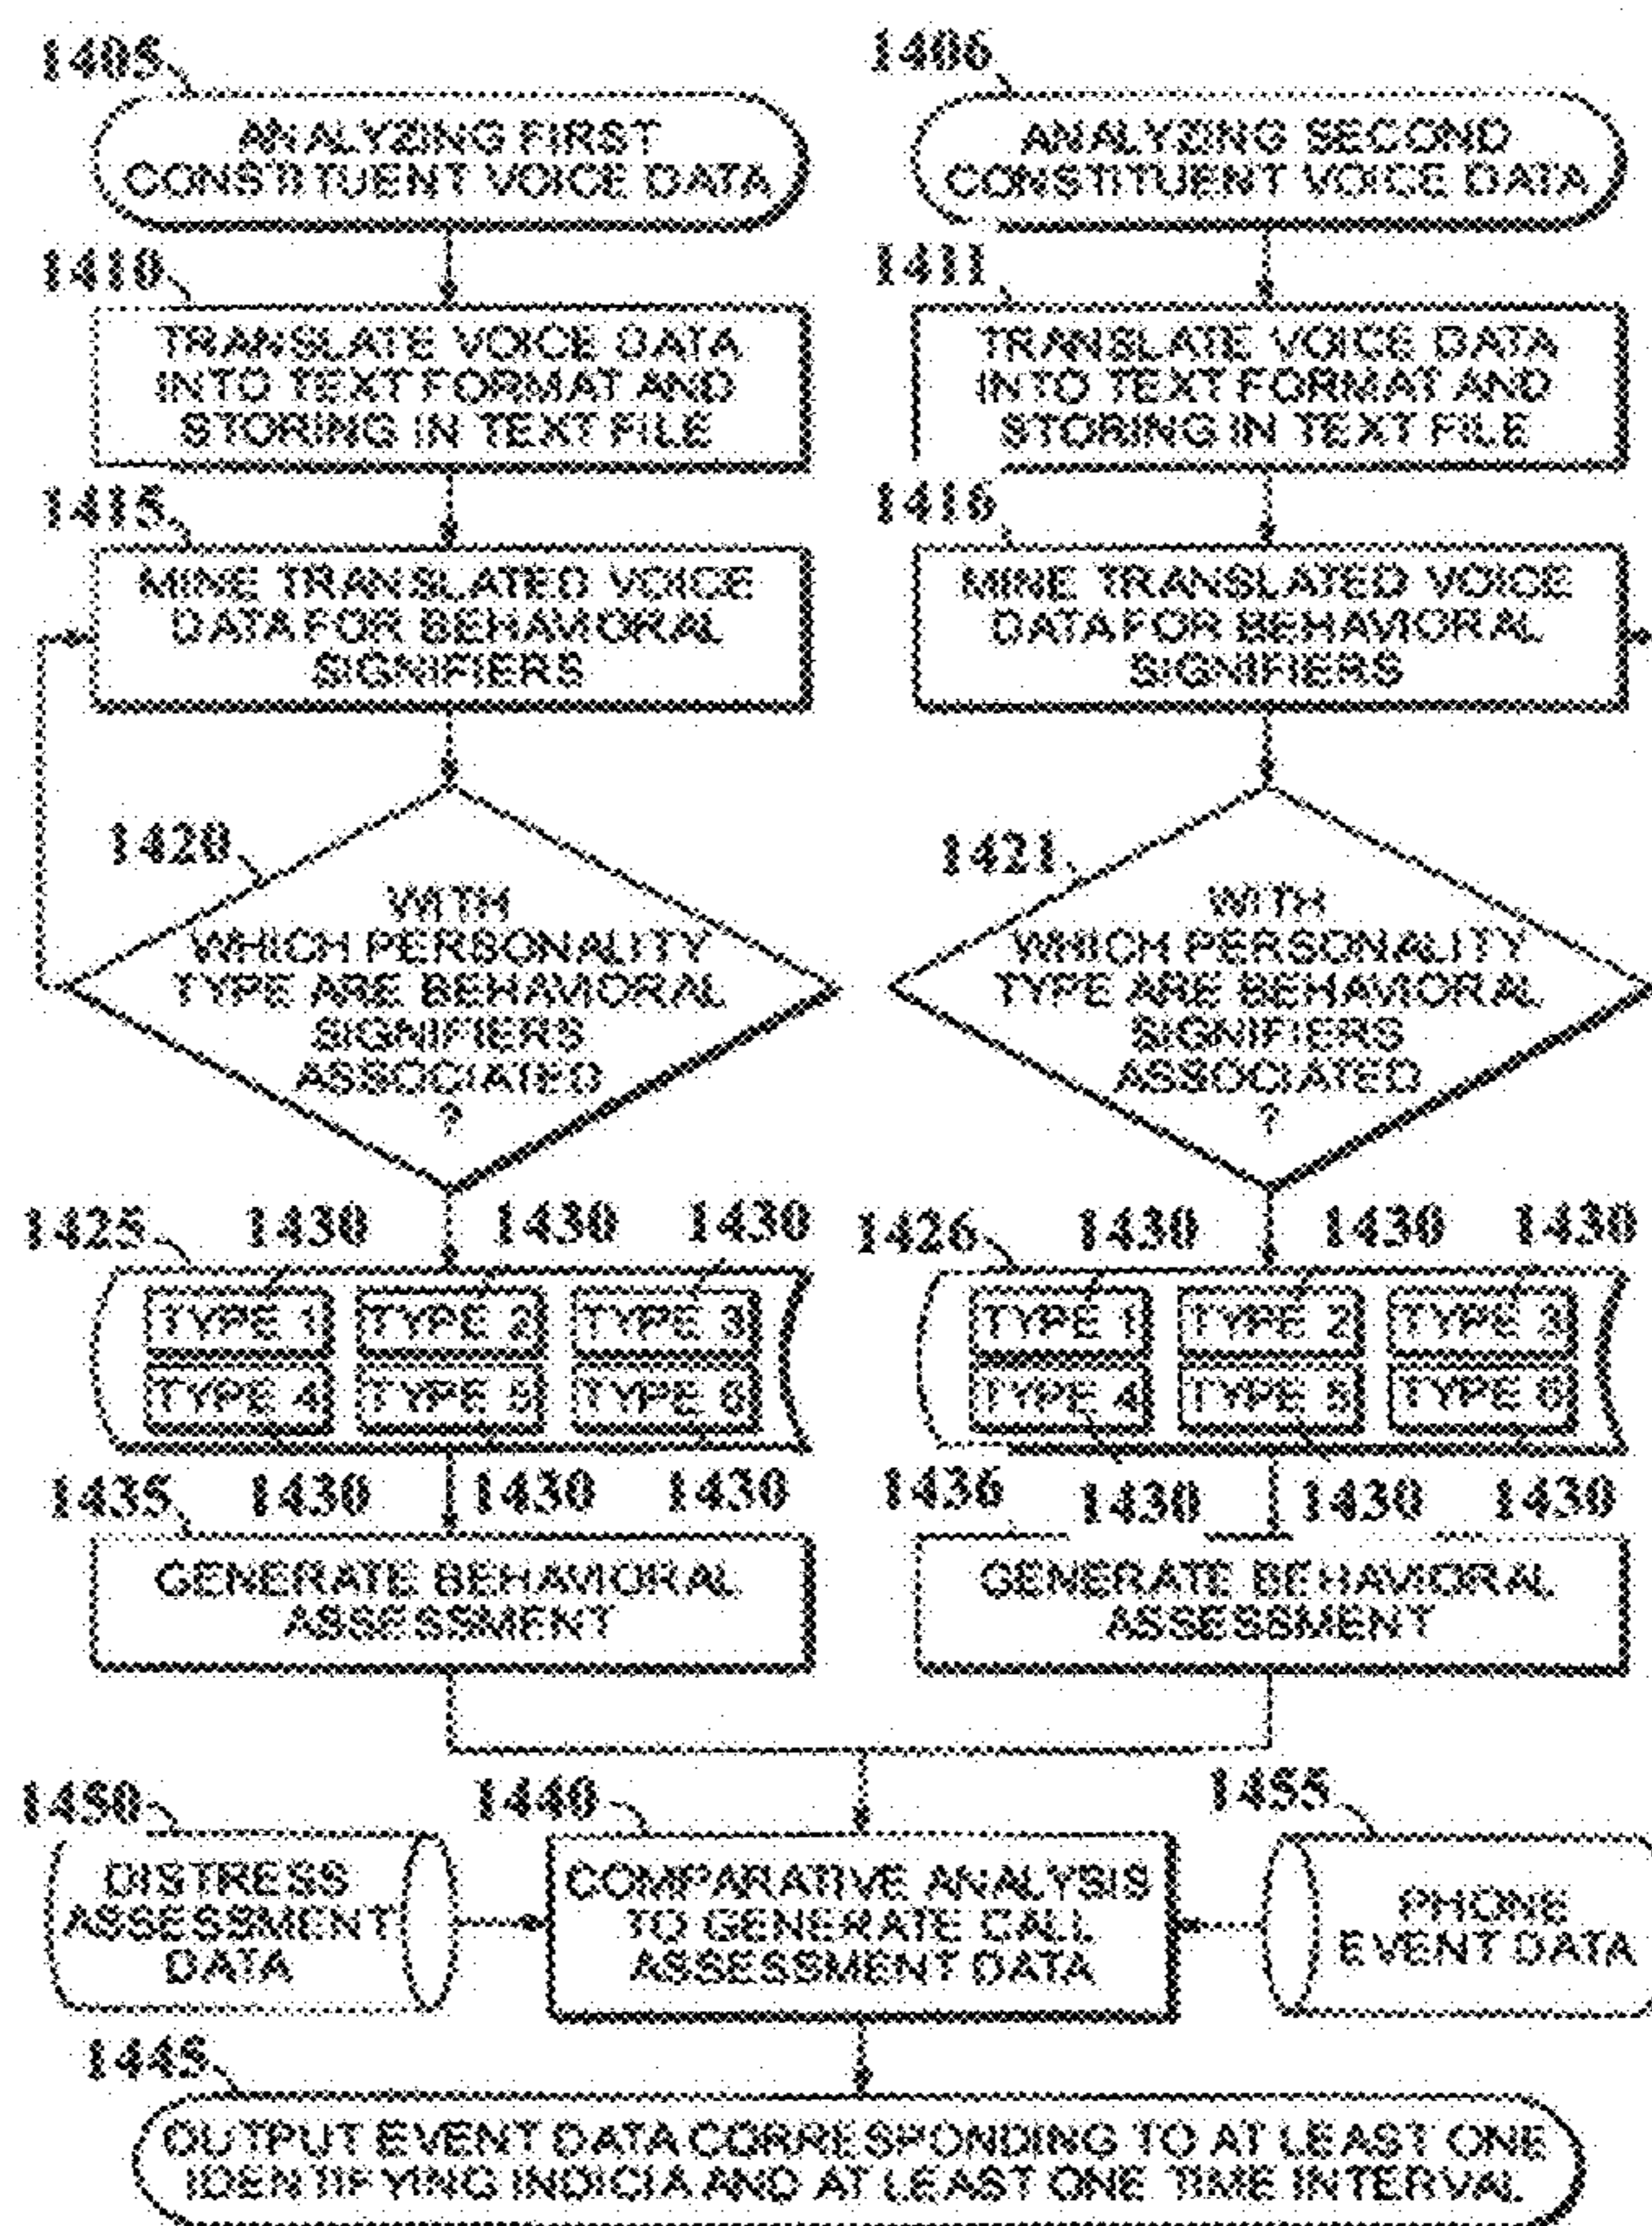 1405
1406
ANALYZING FIRST
CONSTITUENT VOICE DATA
ANALYZING SECOND
CONSTITUENT VOICE DATA
1410
1411
TRANSLATE VOICE DATA
INTO TEXT FORMAT AND
STORING IN TEXT FILE
TRANSLATE VOICE DATA
INTO TEXT FORMAT AND
STORING IN TEXT FILE
1415
1416
MINE TRANSLATED VOICE
DATA FOR BEHAVIORAL
SIGNIFIERS
MINE TRANSLATED VOICE
DATA FOR BEHAVIORAL
SIGNIFIERS
1420
1421
WITH
WHICH PERSONALITY
TYPE ARE BEHAVIORAL
SIGNIFIERS
ASSOCIATED
?
WITH
WHICH PERSONALITY
TYPE ARE BEHAVIORAL
SIGNIFIERS
ASSOCIATED
?
1425 1430 1430 1430
1426 1430 1430 1430
TYPE 1 TYPE 2 TYPE 3
TYPE 4 TYPE 5 TYPE 6
TYPE 1 TYPE 2 TYPE 3
TYPE 4 TYPE 5 TYPE 6
1435 1430 1430 1430
1436 1430 1430 1430
GENERATE BEHAVIORAL
ASSESSMENT
GENERATE BEHAVIORAL
ASSESSMENT
1450
1440
1455
DISTRESS
ASSESSMENT
DATA
COMPARATIVE ANALYSIS
TO GENERATE CALL
ASSESSMENT DATA
PHONE
EVENT DATA
1445
OUTPUT EVENT DATA CORRESPONDING TO AT LEAST ONE
IDENTIFYING INDICIA AND AT LEAST ONE TIME INTERVAL